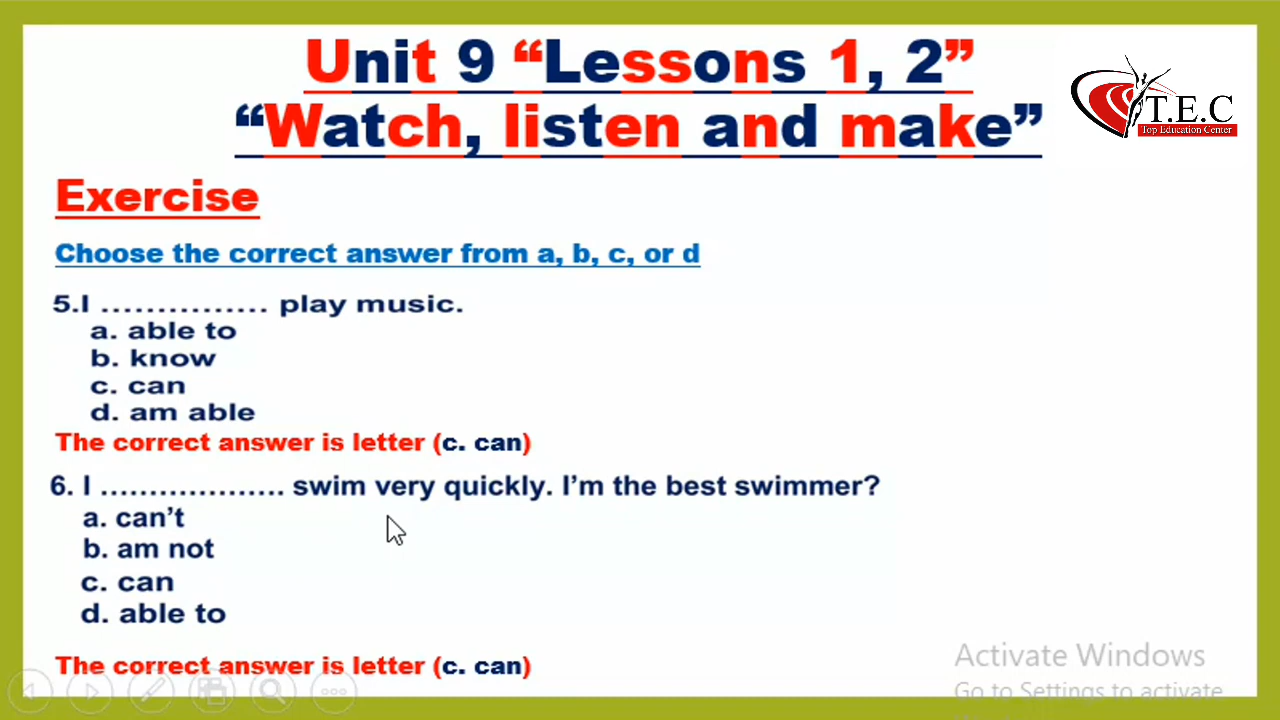 Unit 9 “Lessons 1, 2”
“Watch, listen and make”
T.E.C
Top Education Center
Exercise
Choose the correct answer from a, b, c, or d
5.I …………… play music.
a. able to
b. know
c. can
d. am able
The correct answer is letter (c. can)
6. I ………………. swim very quickly. I’m the best swimmer?
a. can’t
b. am not
c. can
d. able to
The correct answer is letter (c. can)
Activate Windows
Go to Settings to activate